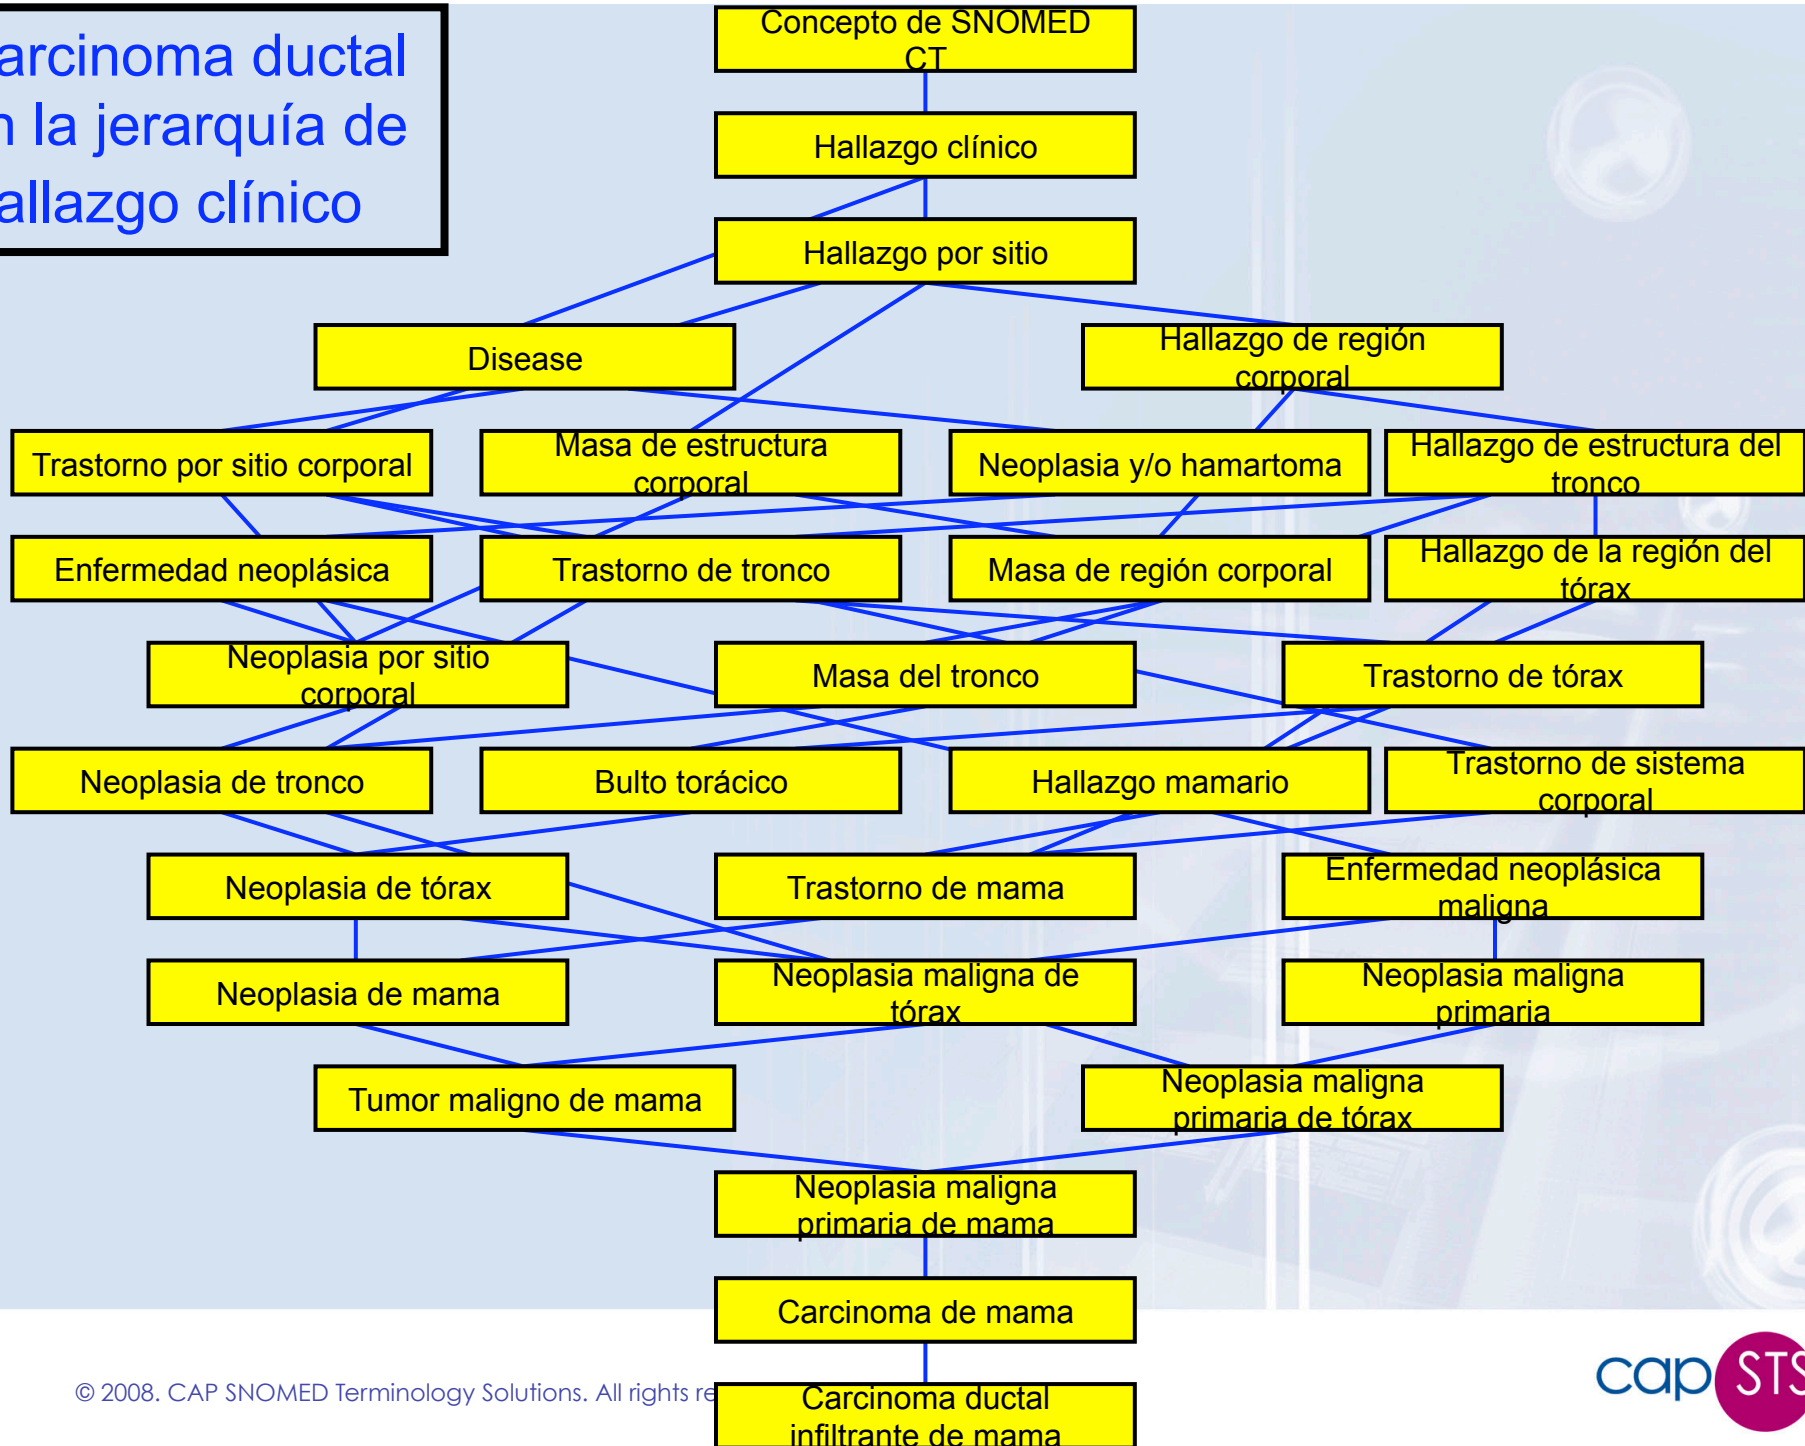 arcinoma ductal
n la jerarquía de
allazgo clínico
Concepto de SNOMED
CT
Hallazgo clínico
Hallazgo por sitio
Disease
Hallazgo de región
corporal
Trastorno por sitio corporal
Masa de estructura
corporal
Neoplasia y/o hamartoma
Hallazgo de estructura del
tronco
Enfermedad neoplásica
Trastorno de tronco
Masa de región corporal
Hallazgo de la región del
tórax
Neoplasia por sitio
corporal
Masa del tronco
Trastorno de tórax
Neoplasia de tronco
Bulto torácico
Hallazgo mamario
Trastorno de sistema
corporal
Neoplasia de tórax
Trastorno de mama
Enfermedad neoplásica
maligna
Neoplasia de mama
Neoplasia maligna de
tórax
Neoplasia maligna
primaria
Tumor maligno de mama
Neoplasia maligna
primaria de tórax
Neoplasia maligna
primaria de mama
Carcinoma de mama
Carcinoma ductal
infiltrante de mama
© 2008. CAP SNOMED Terminology Solutions. All rights re
cap STS